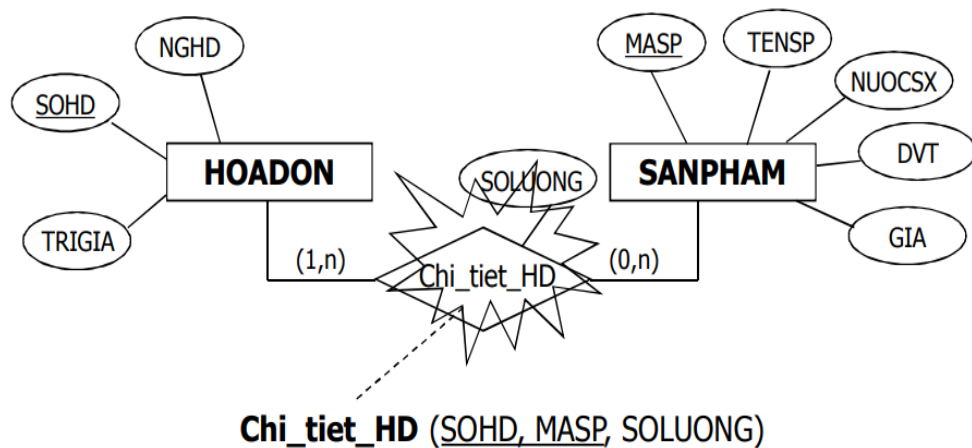 NGHD
MASP
TENSP
SOHD
NUOCSX
HOADON
SOLUONG
SANPHAM
DVT
TRIGIA
GIA
(1,n)
Chi_tiet_HD
(0,n)
Chi_tiet_HD (SOHD, MASP, SOLUONG)